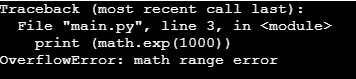 Traceback (most recent call last):
  File "main.py", line 3, in <module>
    print (math.exp(1000))
OverflowError: math range error